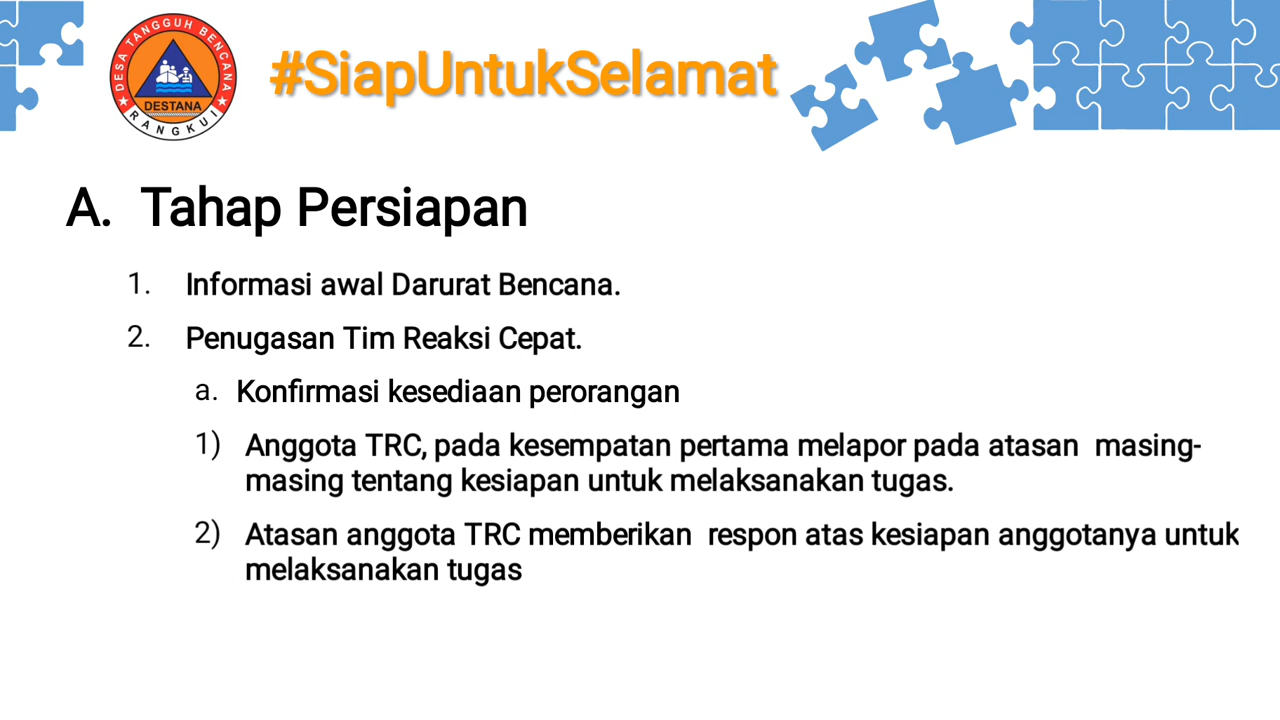 DESA TANGGUH BENCANA
DESTANA
RANGKUI
#SiapUntukSelamat
A. Tahap Persiapan
1. Informasi awal Darurat Bencana.
2. Penugasan Tim Reaksi Cepat.
a. Konfirmasi kesediaan perorangan
1) Anggota TRC, pada kesempatan pertama melapor pada atasan masing-
masing tentang kesiapan untuk melaksanakan tugas.
2) Atasan anggota TRC memberikan respon atas kesiapan anggotanya untuk
melaksanakan tugas